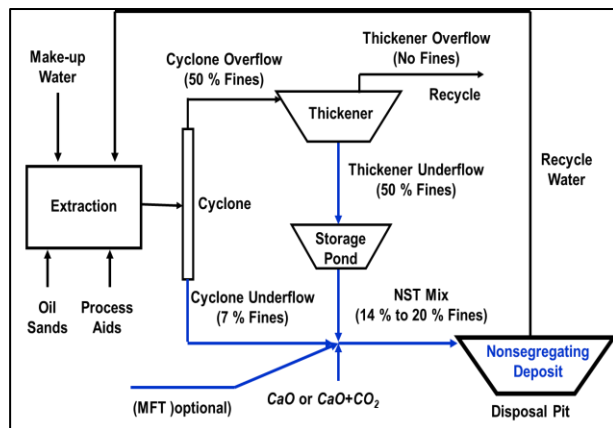 Make-up
Water
Cyclone Overflow
(50 % Fines)
Thickener Overflow
(No Fines)
Thickener
Recycle
Extraction
Cyclone
Thickener Underflow
(50 % Fines)
Recycle
Water
Storage
Pond
Oil
Sands
Process
Aids
Cyclone Underflow
(7 % Fines)
NST Mix
(14 % to 20 % Fines)
Nonsegregating
Deposit
(MFT )optional)
CaO or CaO+CO2
Disposal Pit